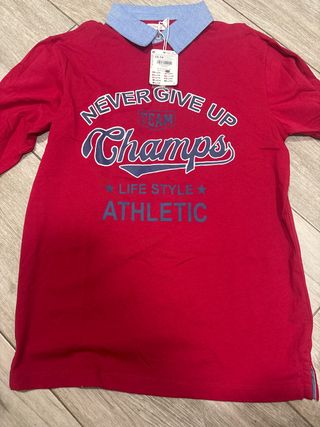 NEVER GIVE UP
TEAM
Champs
★ LIFE STYLE ★
ATHLETIC